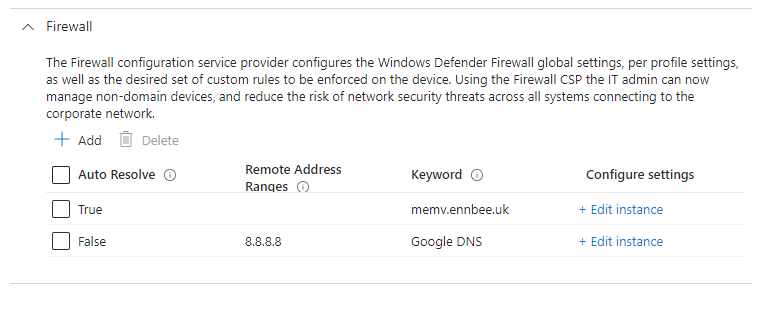 Firewall
The Firewall configuration service provider configures the Windows Defender Firewall global settings, per profile settings,
as well as the desired set of custom rules to be enforced on the device. Using the Firewall CSP the IT admin can now
manage non-domain devices, and reduce the risk of network security threats across all systems connecting to the
corporate network.
+ Add Delete
Auto Resolve Remote Address Ranges Keyword Configure settings
True memv.ennbee.uk + Edit instance
False 8.8.8.8 Google DNS + Edit instance